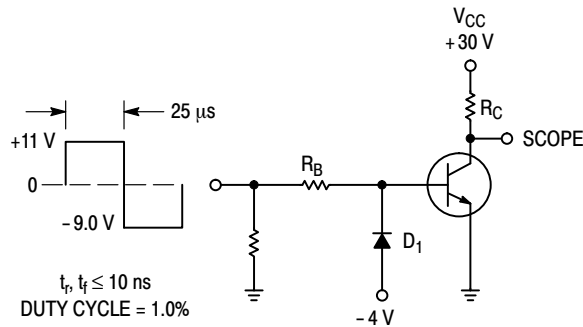 V_CC
+30 V
25 μs
R_C
SCOPE
+11 V
R_B
0
-9.0 V
D_1
t_r, t_f ≤ 10 ns
-4 V
DUTY CYCLE = 1.0%